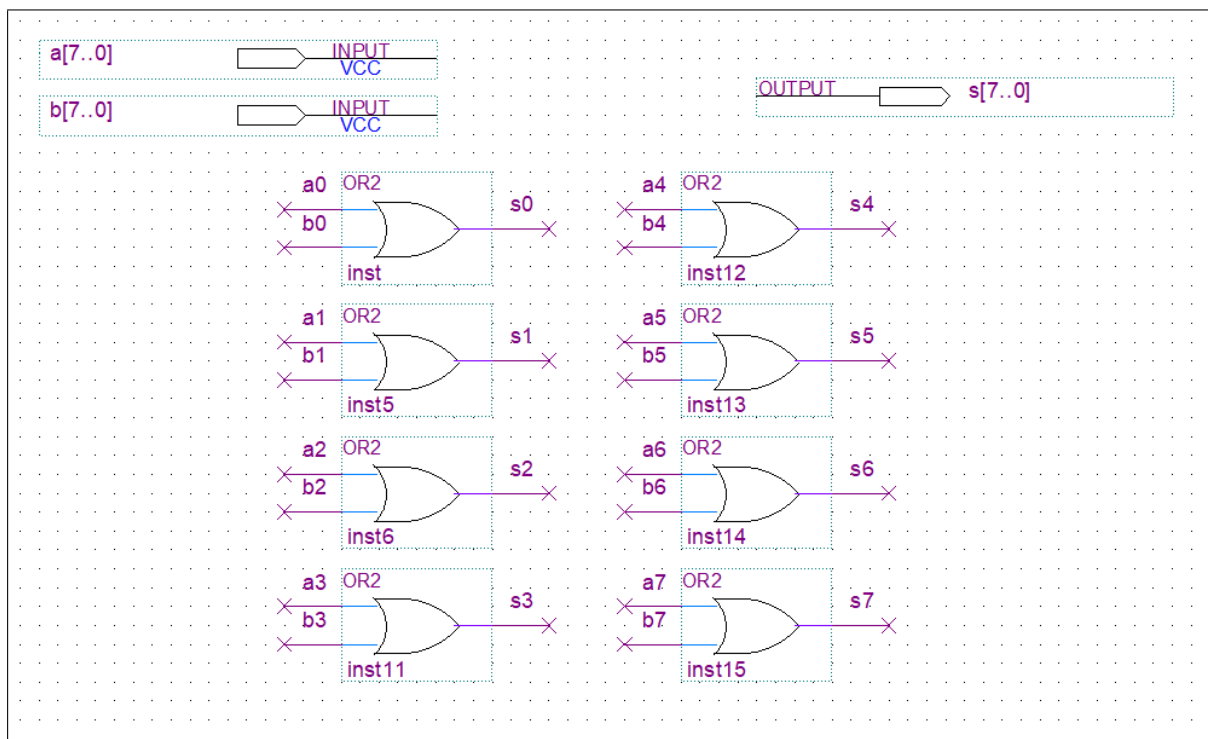 a[7..0] INPUT
VCC
b[7..0] INPUT
VCC
OUTPUT s[7..0]
a0 OR2
b0 s0
inst
a4 OR2
b4 s4
inst12
a1 OR2
b1 s1
inst5
a5 OR2
b5 s5
inst13
a2 OR2
b2 s2
inst6
a6 OR2
b6 s6
inst14
a3 OR2
b3 s3
inst11
a7 OR2
b7 s7
inst15